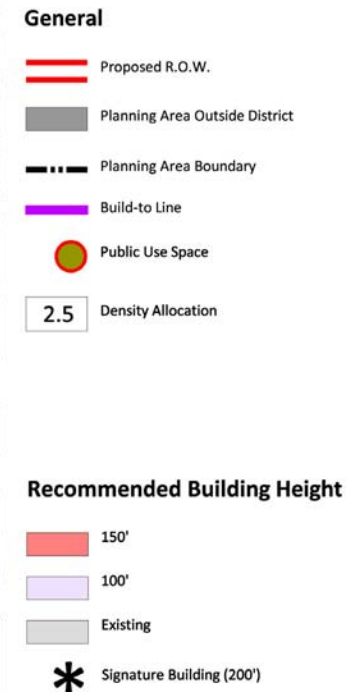 General
Proposed R.O.W.
Planning Area Outside District
Planning Area Boundary
Build-to Line
Public Use Space
2.5 Density Allocation
Recommended Building Height
150'
100'
Existing
Signature Building (200')